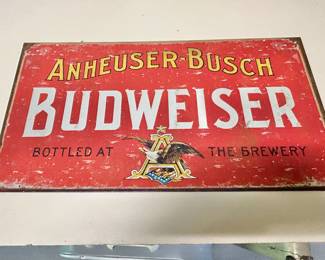 ANHEUSER-BUSCH
BUDWEISER
BOTTLED AT THE BREWERY